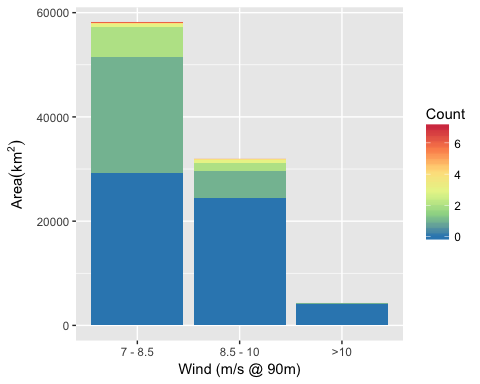 60000
40000
20000
0
Area(km²)
7 - 8.5
8.5 - 10
>10
Wind (m/s @ 90m)
Count
6
4
2
0